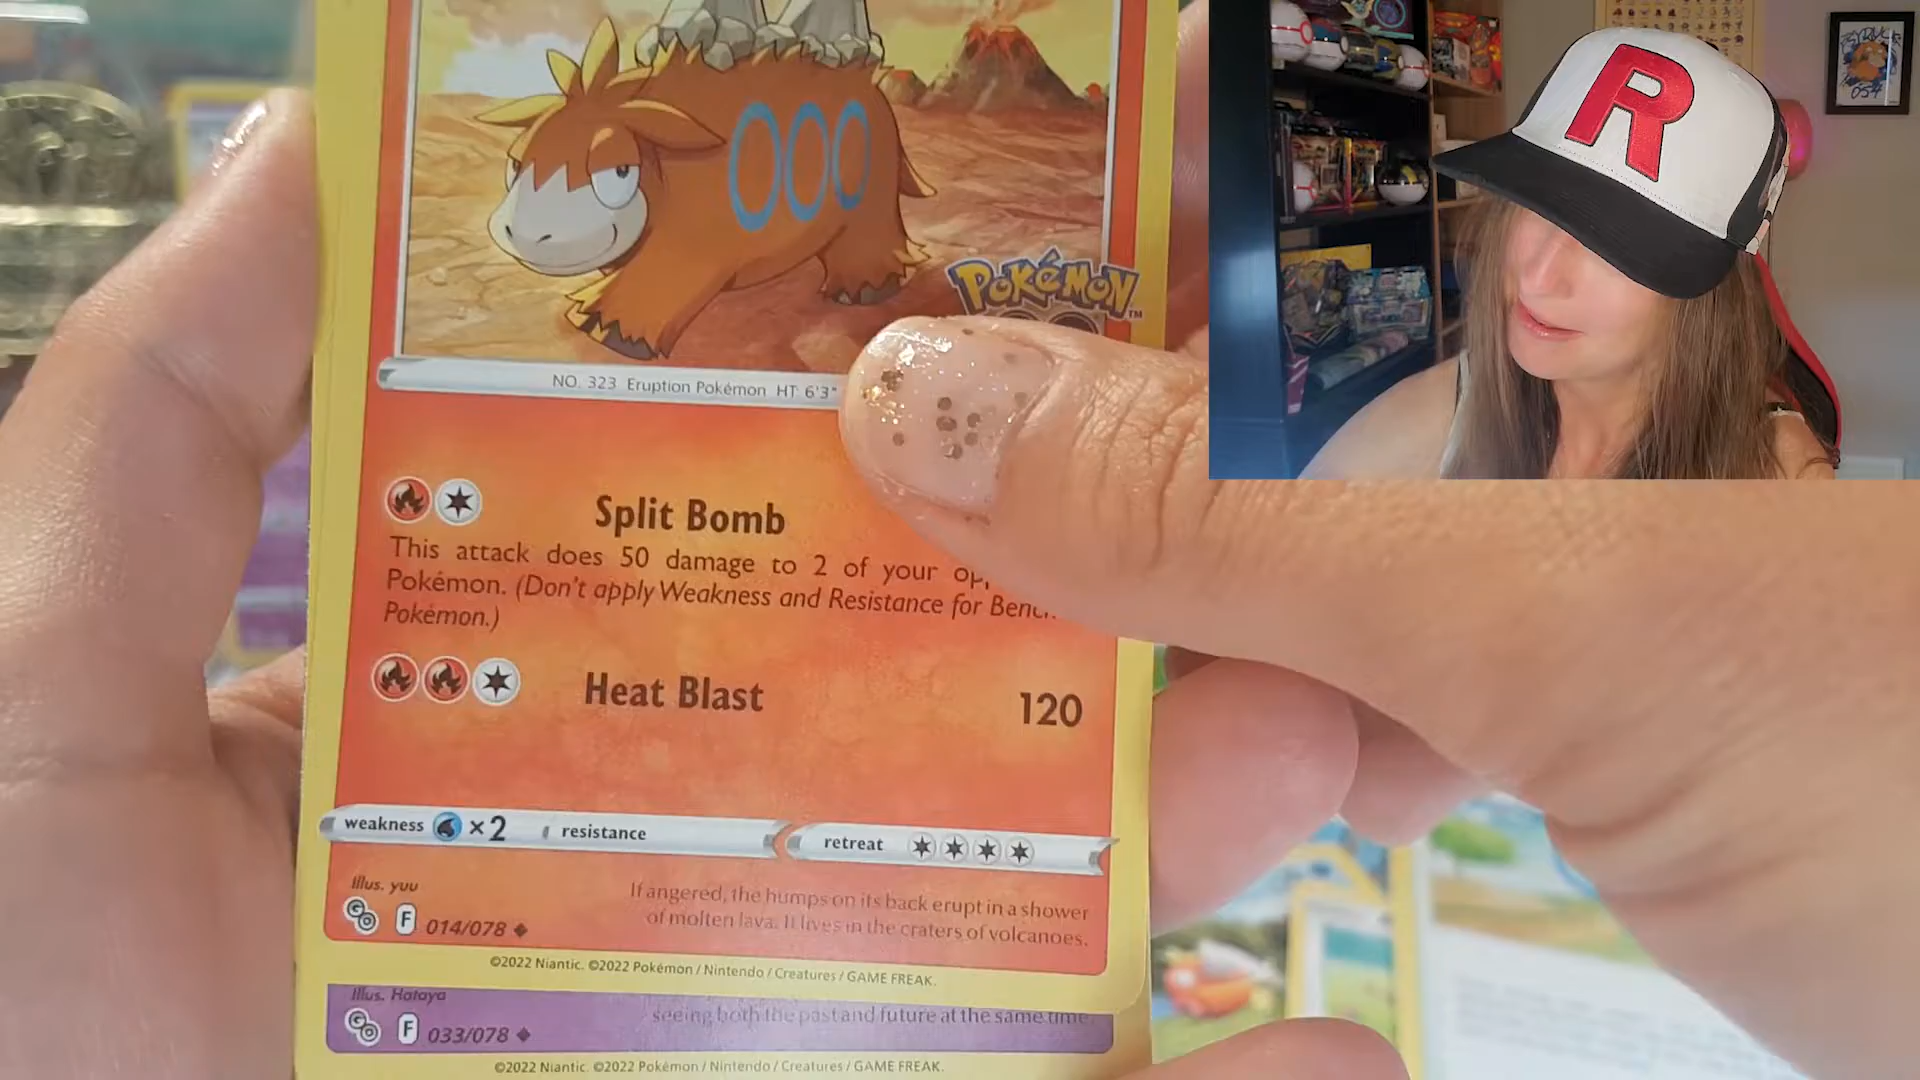 R
054
POKÉMON
TM
NO. 323 Eruption Pokémon HT 6'3"
Split Bomb
This attack does 50 damage to 2 of your
Pokémon. (Don't apply Weakness and Resistance for
Pokémon.)
Heat Blast 120
weakness ×2 resistance retreat
Illus. yuu
If angered, the humps on its back erupt in a shower
of molten lava. It lives in the craters of volcanoes.
F 014/078
©2022 Niantic. ©2022 Pokémon / Nintendo / Creatures / GAME FREAK.
Illus. Hataya
seeing both the past and future at the same time.
F 033/078
©2022 Niantic. ©2022 Pokémon / Nintendo / Creatures / GAME FREAK.